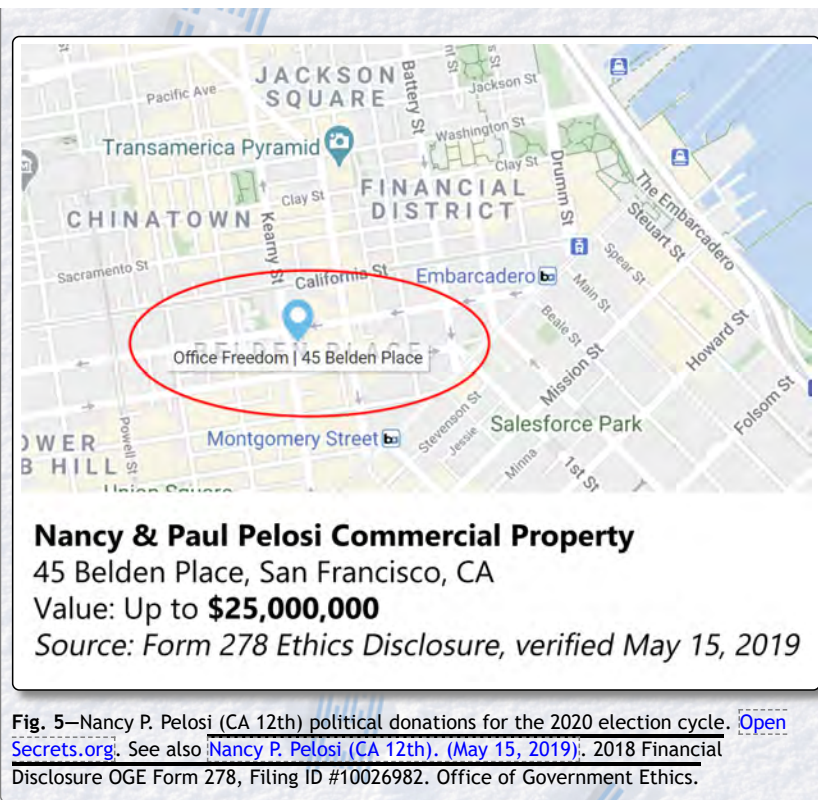 JACKSON
SQUARE
Pacific Ave
Battery St
Jackson St
Washington St
Transamerica Pyramid
Clay St
Drumm St
The Embarcadero
FINANCIAL
DISTRICT
Clay St
CHINATOWN
Kearny St
Steuart St
Sacramento St
California St
Embarcadero
Spear St
Main St
Beale St
Howard St
BELDEN PLACE
Office Freedom | 45 Belden Place
Mission St
Folsom St
Powell St
Stevenson St
Salesforce Park
OWER
B HILL
Montgomery Street
Jessie
Minna
1st St
Union Square
Nancy & Paul Pelosi Commercial Property
45 Belden Place, San Francisco, CA
Value: Up to $25,000,000
Source: Form 278 Ethics Disclosure, verified May 15, 2019
Fig. 5—Nancy P. Pelosi (CA 12th) political donations for the 2020 election cycle. Open
Secrets.org. See also Nancy P. Pelosi (CA 12th). (May 15, 2019). 2018 Financial
Disclosure OGE Form 278, Filing ID #10026982. Office of Government Ethics.